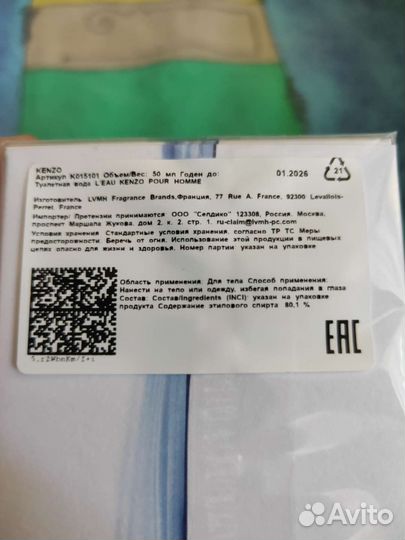 KENZO
Артикул K015101 Объем/Вес: 50 мл Годен до: 01.2026
Туалетная вода L'EAU KENZO POUR HOMME
Изготовитель LVMH Fragrance Brands,Франция, 77 Rue A. France, 92300 Levallois-
Perret, France
Импортер: Претензии принимаются ООО "Селдико" 123308, Россия, Москва,
проспект Маршала Жукова, дом 2, к. 2, стр. 1. ru-claim@lvmh-pc.com
Условия хранения Стандартные условия хранения, согласно ТР ТС Меры
предосторожности: Беречь от огня. Использование этой продукции в пищевых
целях опасно для жизни и здоровья. Номер партии: указан на упаковке
21
Область применения: Для тела Способ применения:
Нанести на тело или одежду, избегая попадания в глаза
Состав: Состав/Ingredients (INCI): указан на упаковке
продукта Содержание этилового спирта 80,1 %
EAC
Avito